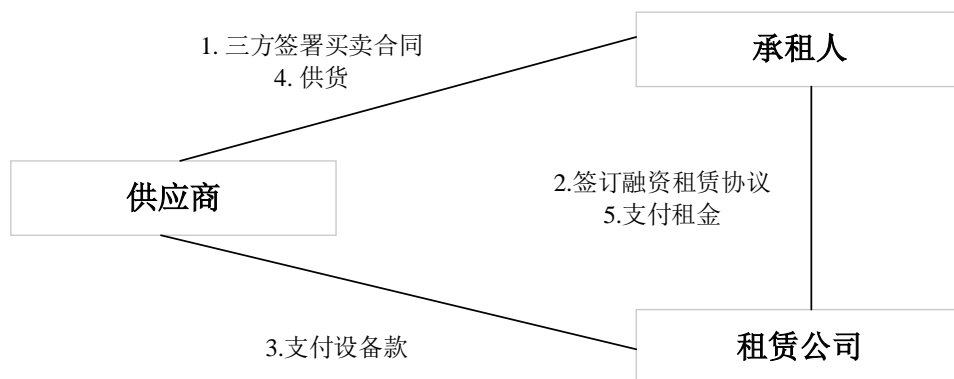 1. 三方签署买卖合同
4. 供货
承租人
供应商
2.签订融资租赁协议
5.支付租金
3.支付设备款
租赁公司